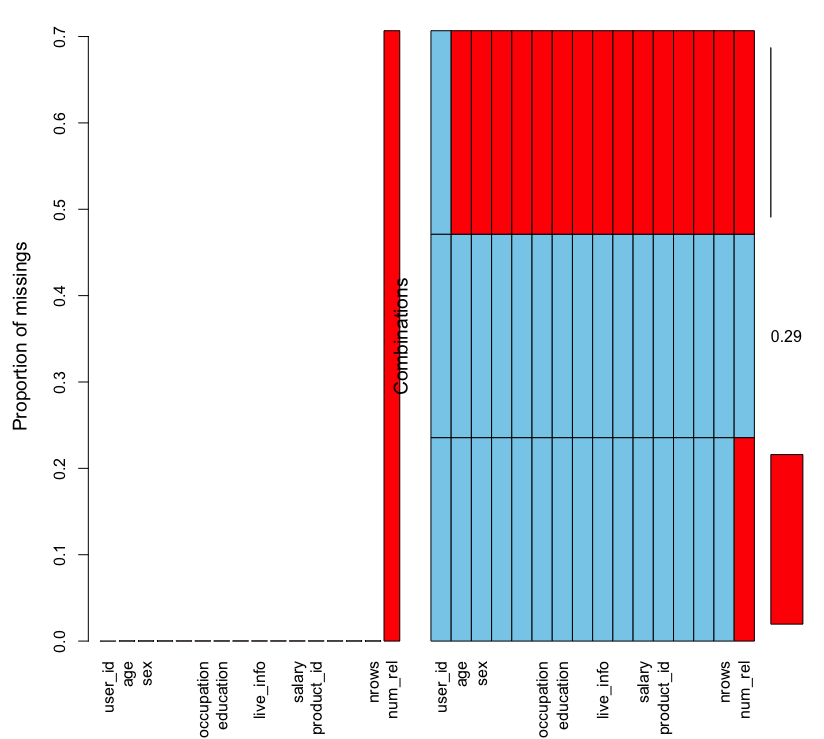 Proportion of missings
0.7
0.6
0.5
0.4
0.3
0.2
0.1
0.0
user_id
age
sex
occupation
education
live_info
salary
product_id
nrows
num_rel
Combinations
user_id
age
sex
occupation
education
live_info
salary
product_id
nrows
num_rel
0.29